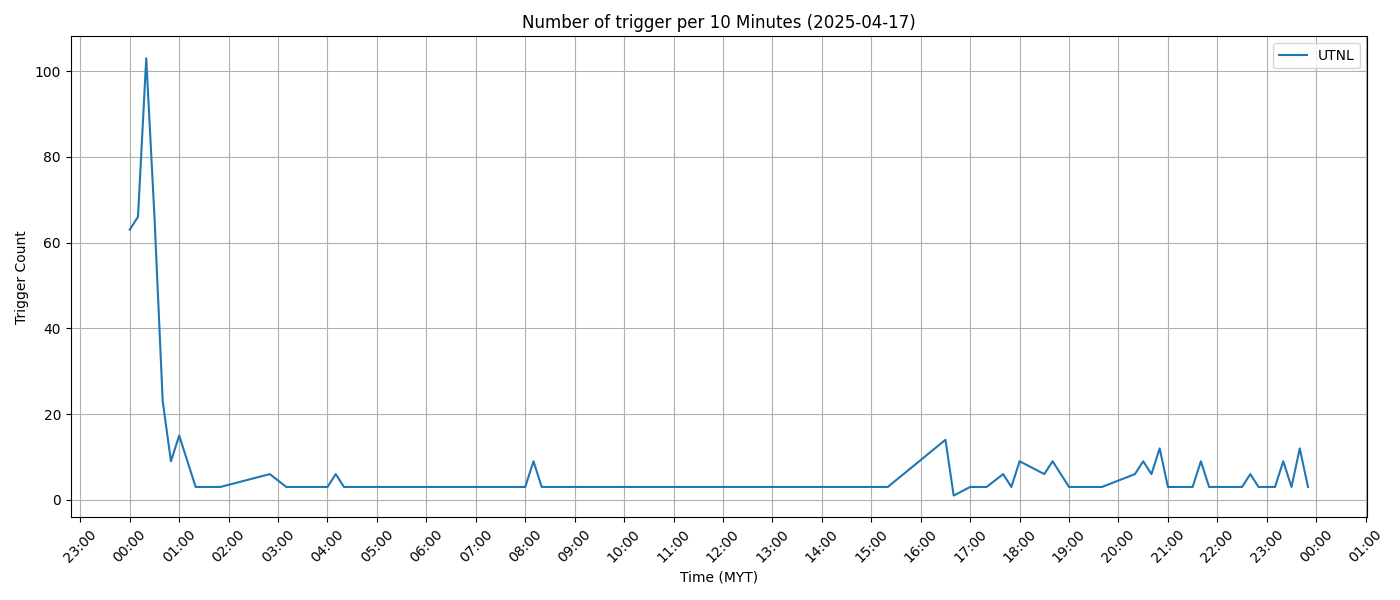 Number of trigger per 10 Minutes (2025-04-17)
UTNL
100
80
60
40
20
0
Trigger Count
23:00 00:00 01:00 02:00 03:00 04:00 05:00 06:00 07:00 08:00 09:00 10:00 11:00 12:00 13:00 14:00 15:00 16:00 17:00 18:00 19:00 20:00 21:00 22:00 23:00 00:00 01:00
Time (MYT)